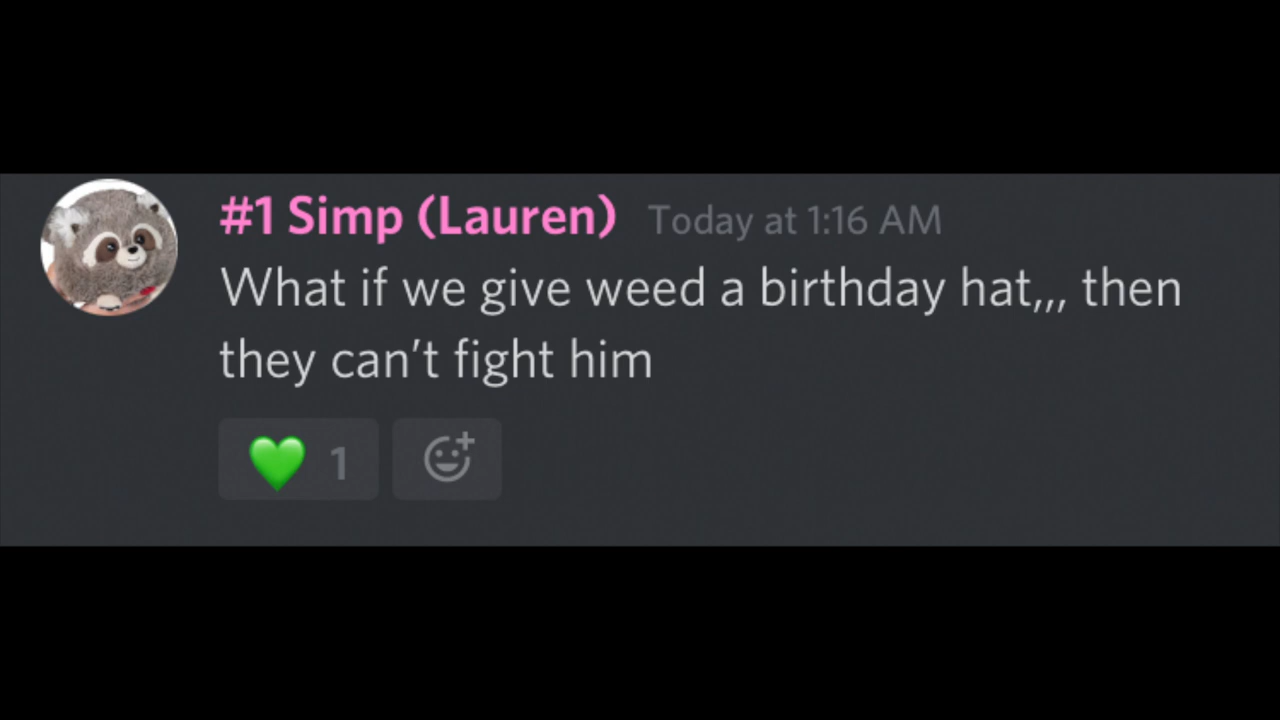 #1 Simp (Lauren) Today at 1:16 AM
What if we give weed a birthday hat,,, then
they can’t fight him
1